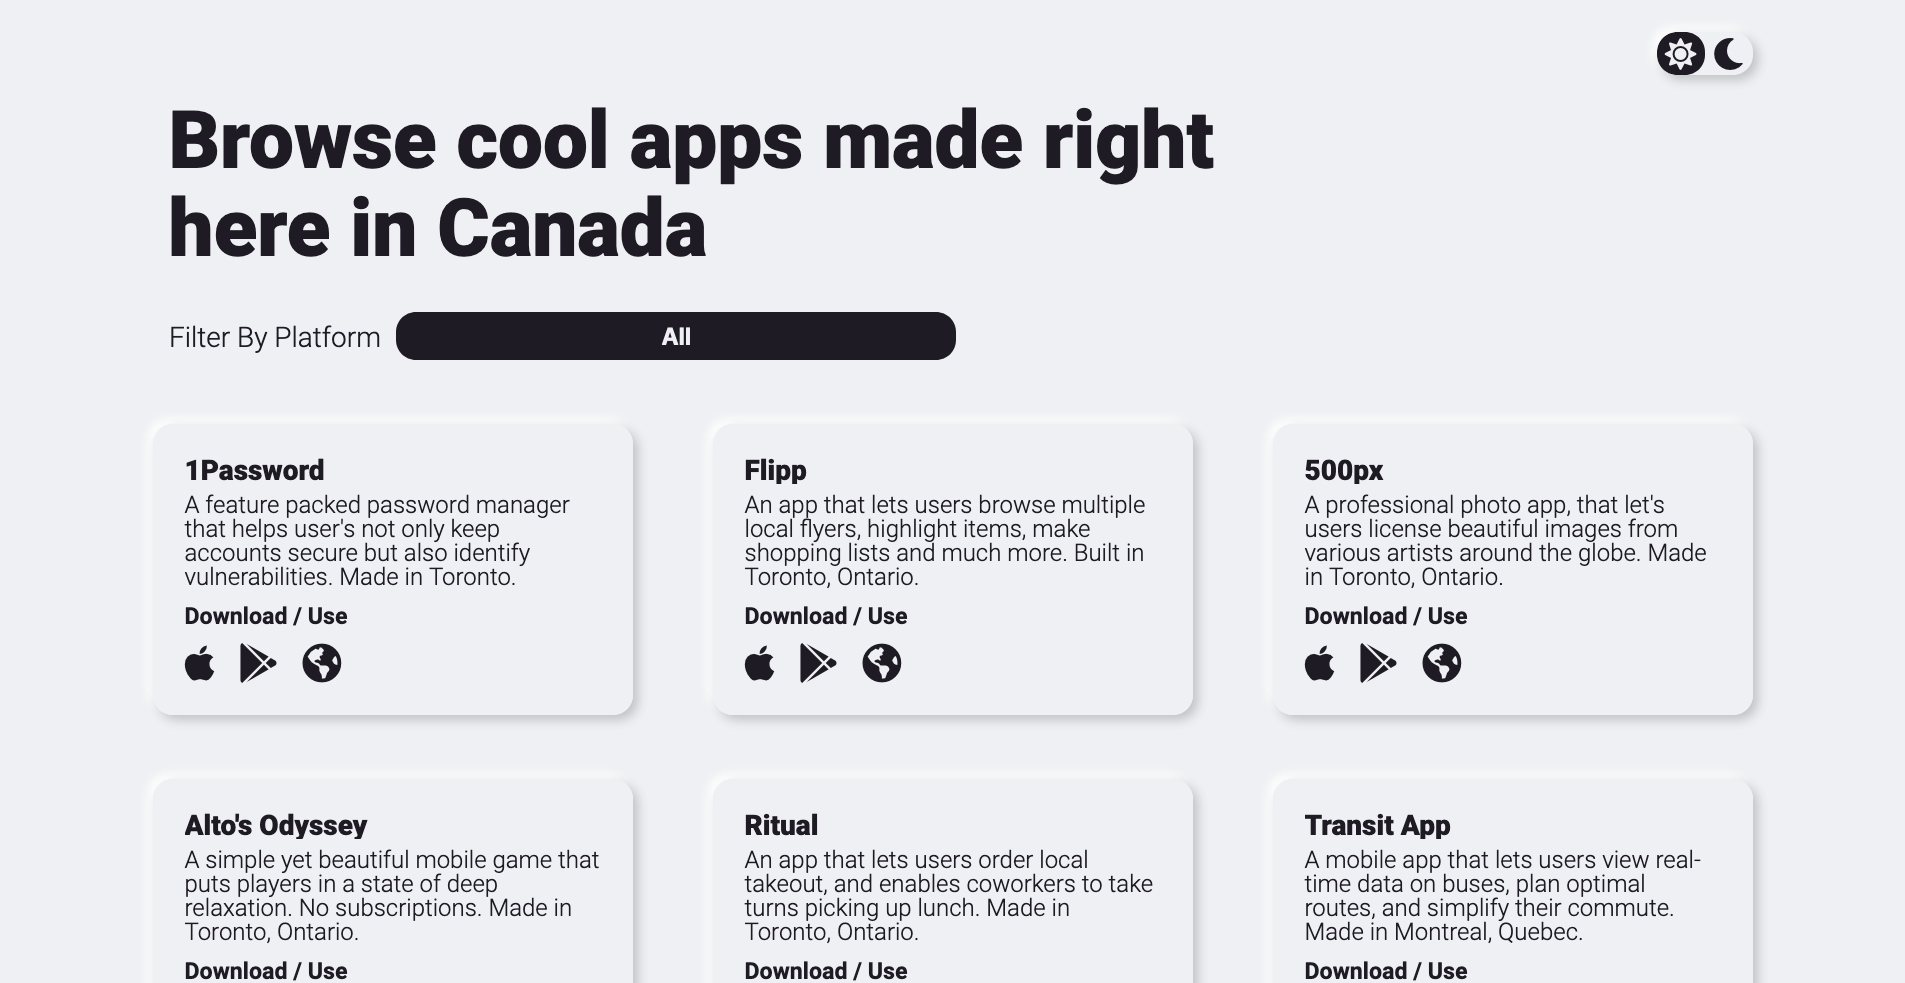 Browse cool apps made right
here in Canada
Filter By Platform
All
1Password
A feature packed password manager
that helps user's not only keep
accounts secure but also identify
vulnerabilities. Made in Toronto.
Download / Use
Flipp
An app that lets users browse multiple
local flyers, highlight items, make
shopping lists and much more. Built in
Toronto, Ontario.
Download / Use
500px
A professional photo app, that let's
users license beautiful images from
various artists around the globe. Made
in Toronto, Ontario.
Download / Use
Alto's Odyssey
A simple yet beautiful mobile game that
puts players in a state of deep
relaxation. No subscriptions. Made in
Toronto, Ontario.
Download / Use
Ritual
An app that lets users order local
takeout, and enables coworkers to take
turns picking up lunch. Made in
Toronto, Ontario.
Download / Use
Transit App
A mobile app that lets users view real-
time data on buses, plan optimal
routes, and simplify their commute.
Made in Montreal, Quebec.
Download / Use